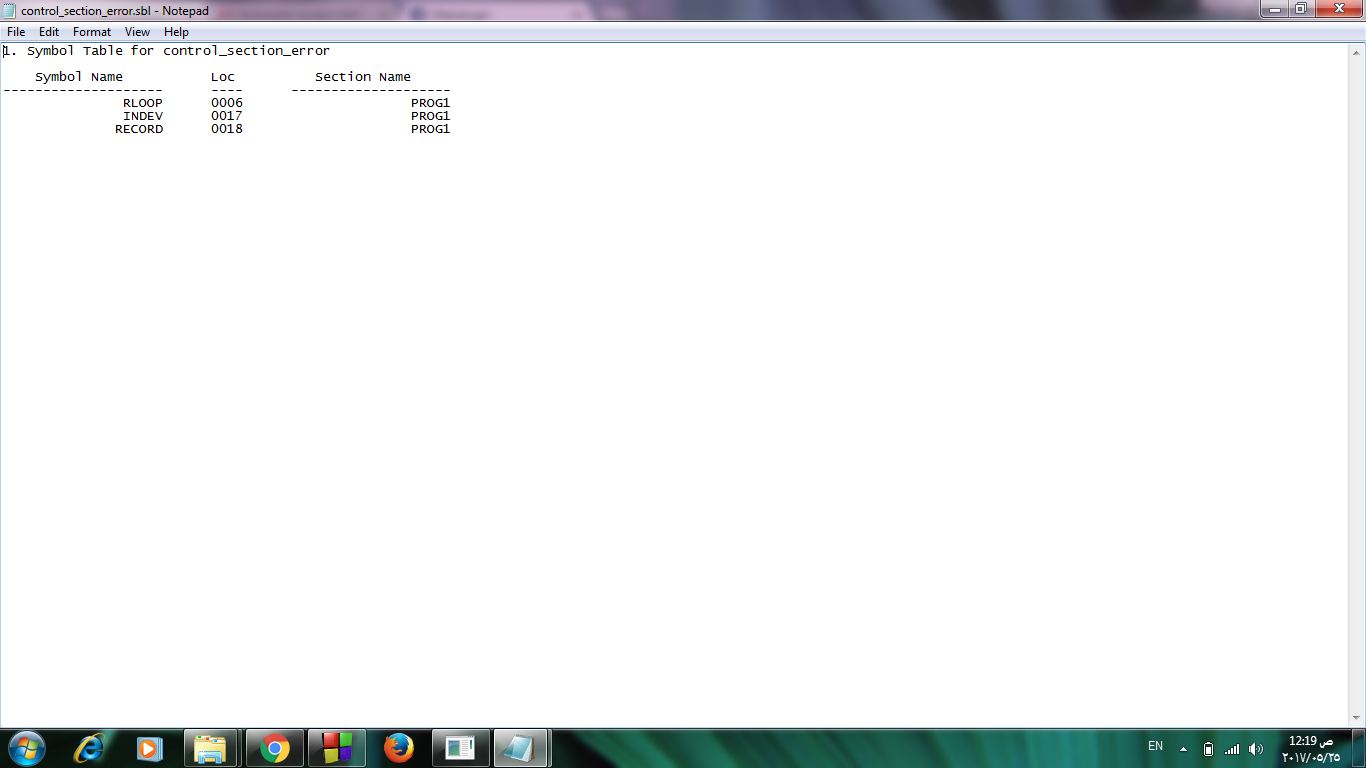 control_section_error.sbl - Notepad
File Edit Format View Help
1. Symbol Table for control_section_error
Symbol Name Loc Section Name
-------------------- ---- --------------------
RLOOP 0006 PROG1
INDEV 0017 PROG1
RECORD 0018 PROG1
EN
12:19 ص
٢٠١٧/٠٥/٢٥